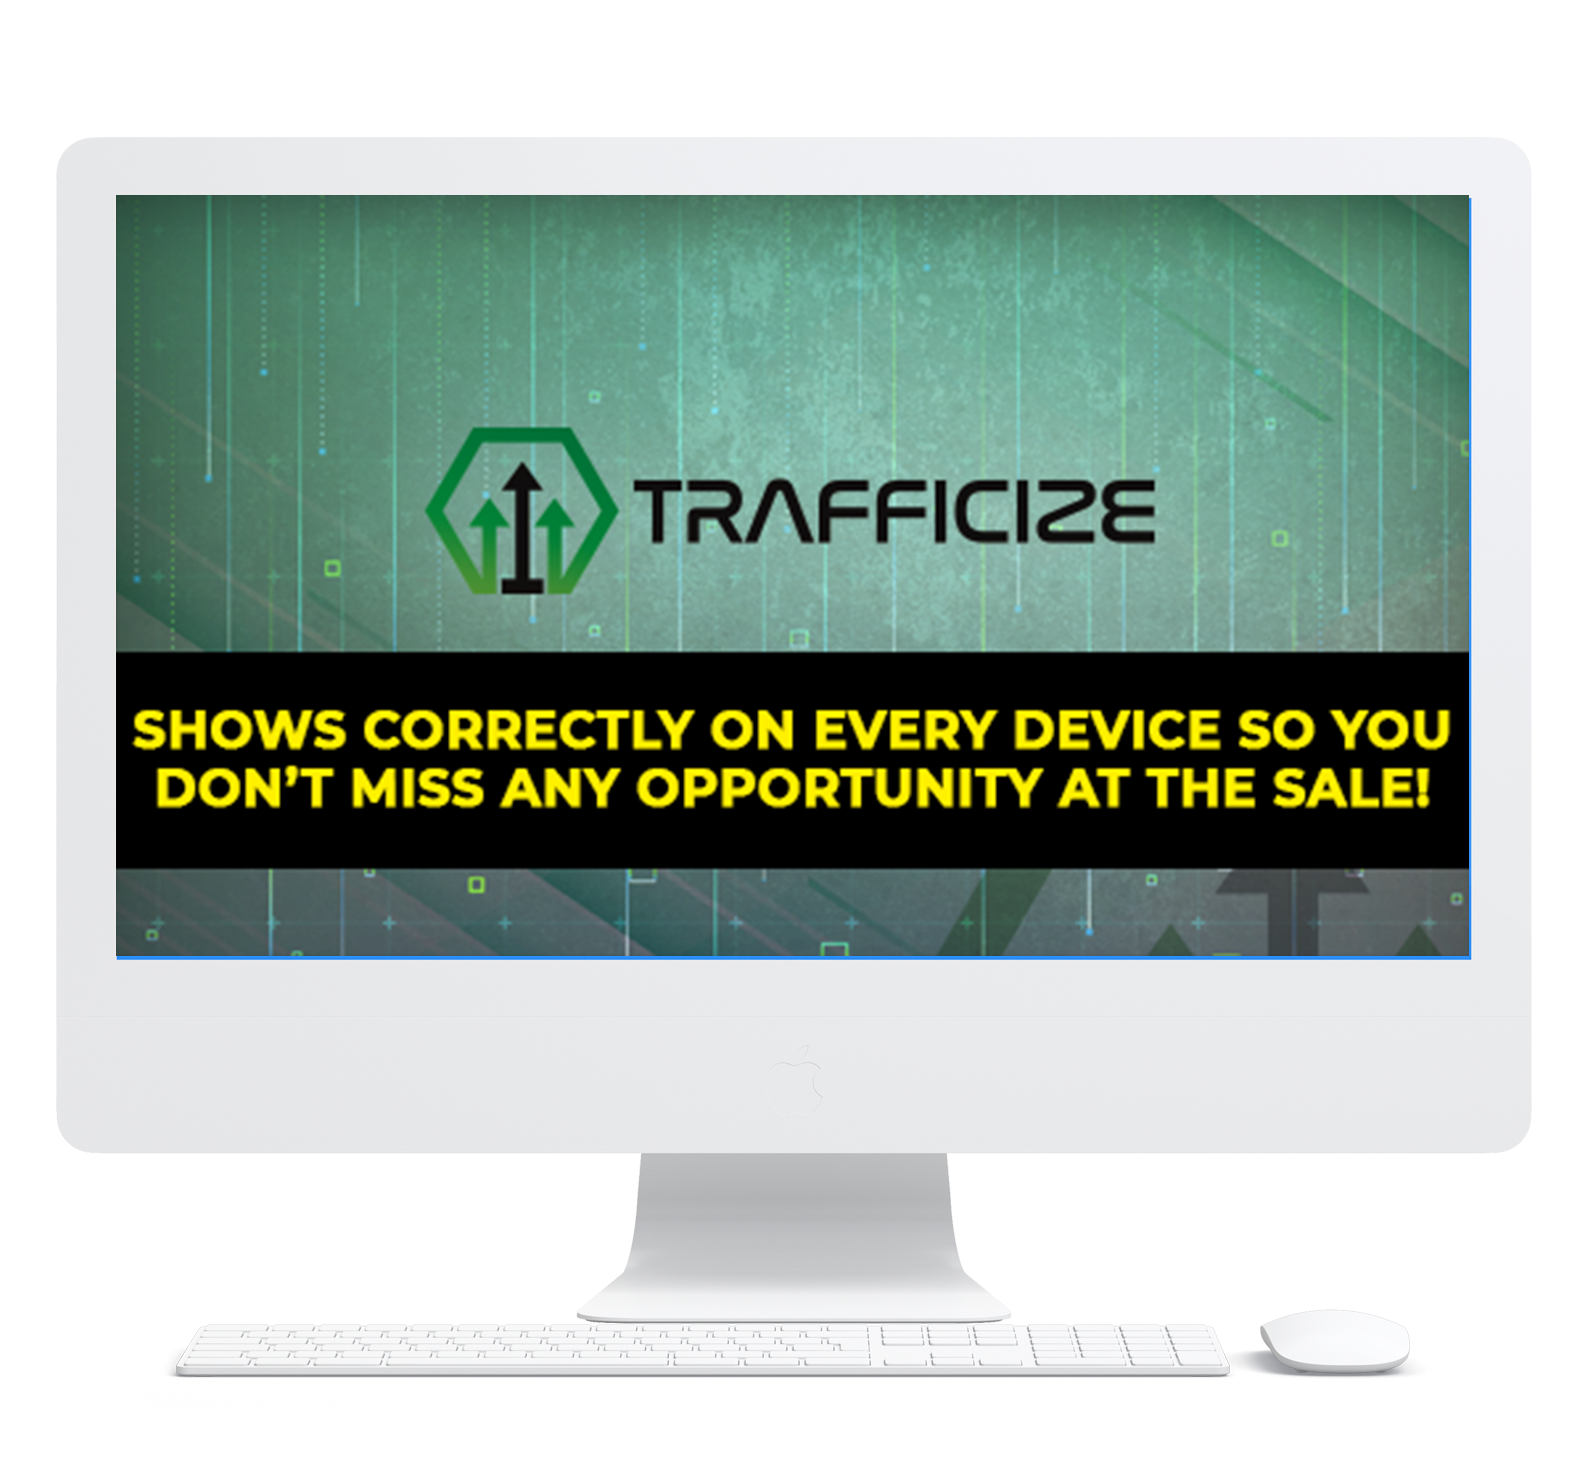 TRAFFICIZE
SHOWS CORRECTLY ON EVERY DEVICE SO YOU
DON’T MISS ANY OPPORTUNITY AT THE SALE!